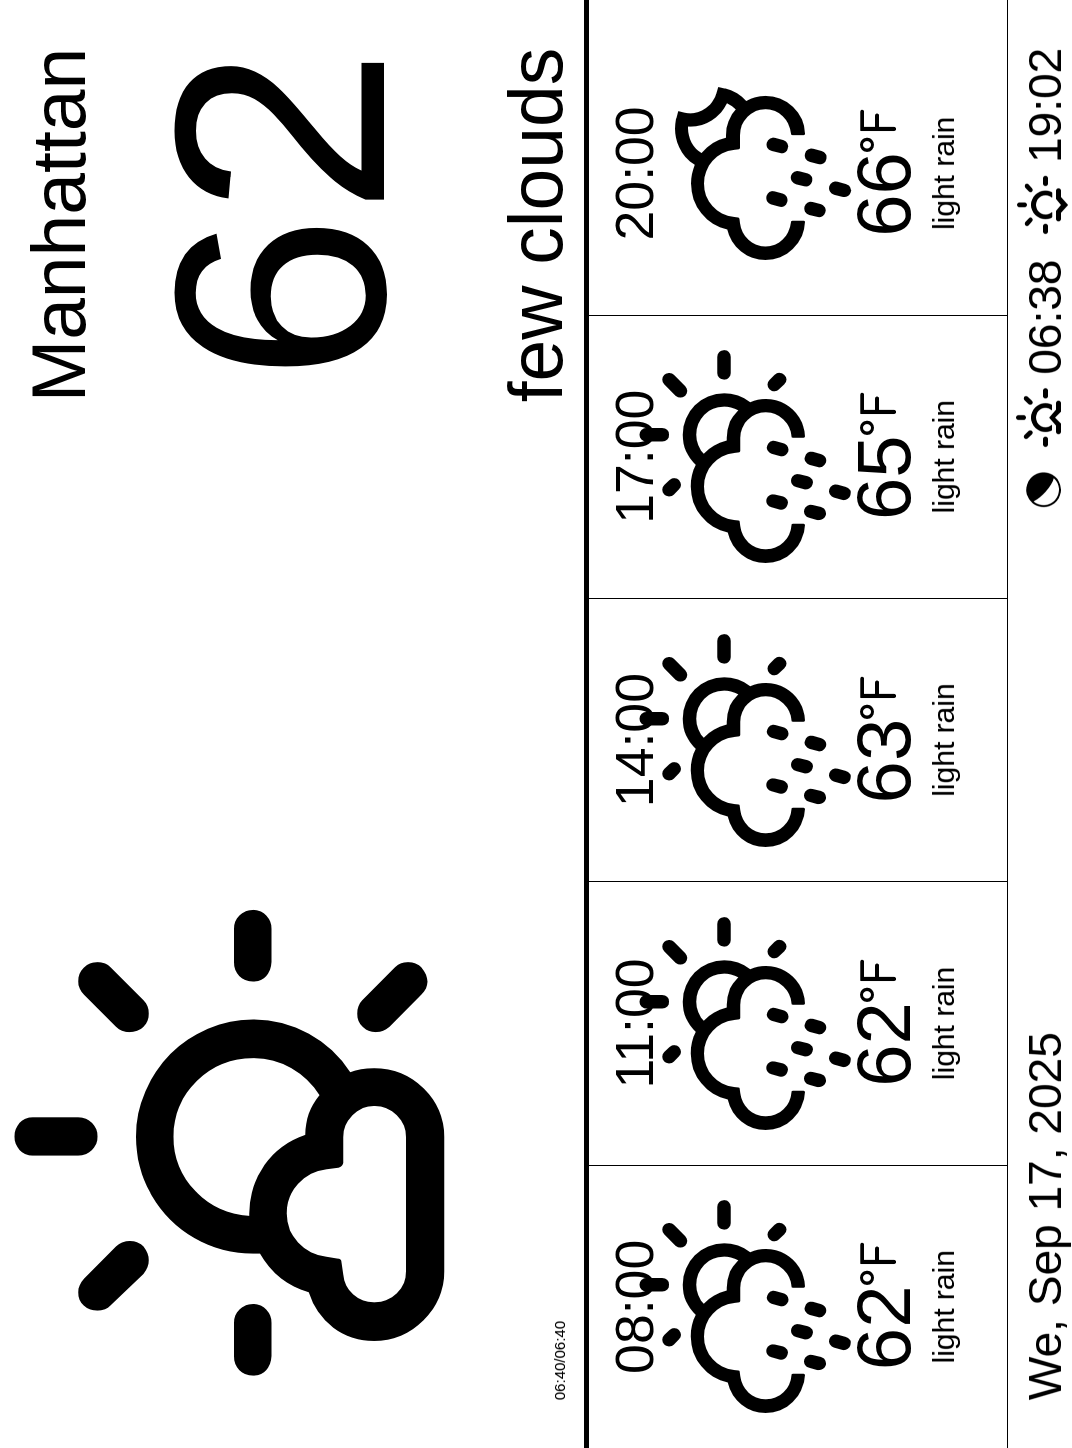 Manhattan
62
few clouds
06:40/06:40
08:00
62°F
light rain
11:00
62°F
light rain
14:00
63°F
light rain
17:00
65°F
light rain
20:00
66°F
light rain
We, Sep 17, 2025
06:38
19:02